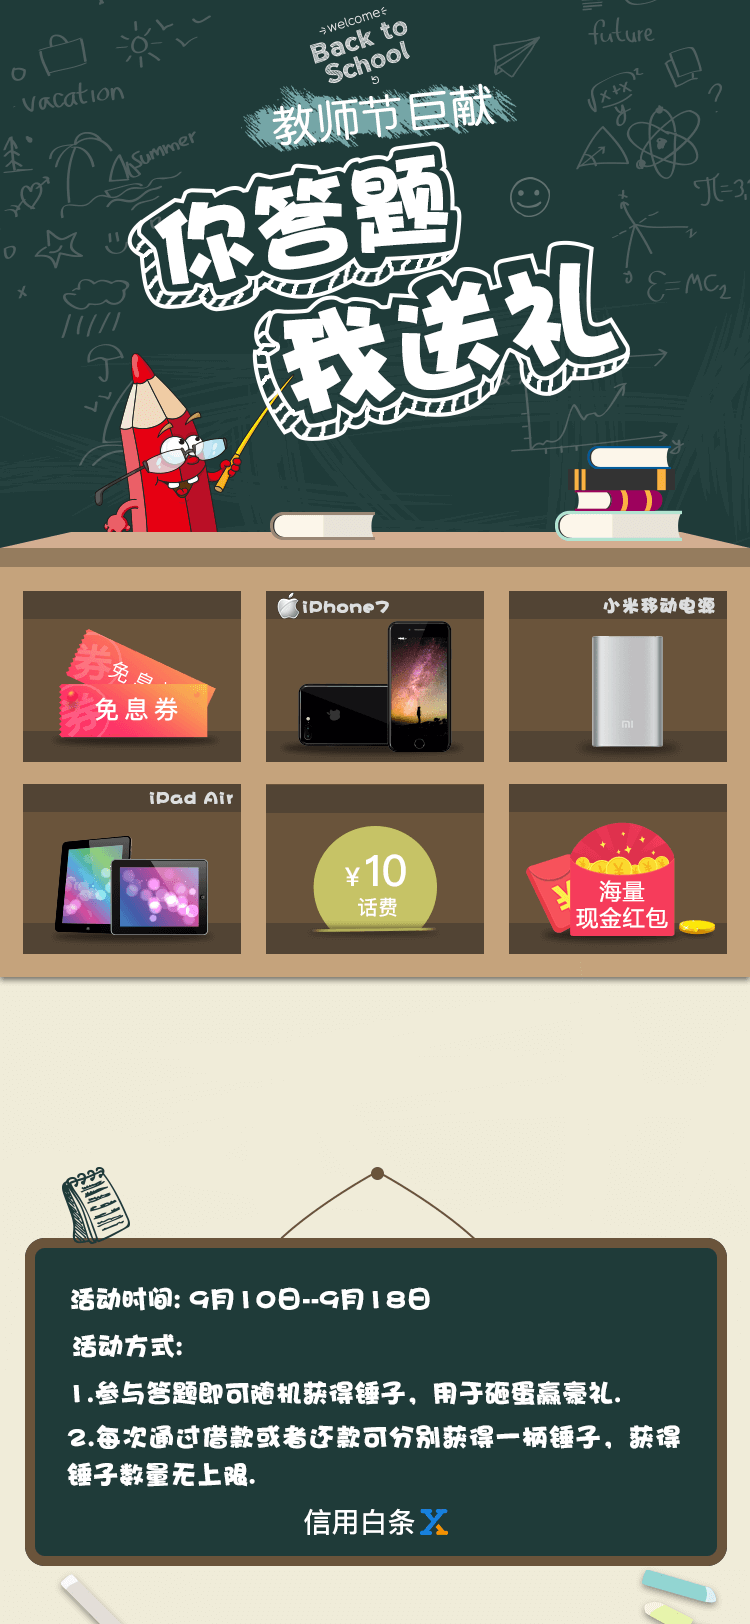 welcome
Back to
School
future
vacation
summer
教师节巨献
你答题
我送礼
√x+x²
y
?
π=3,
ε=mc2
y
iPhone7
小米移动电源
券
免息
券
免息券
mi
iPad Air
¥10
话费
海量
现金红包
活动时间: 9月10日--9月18日
活动方式:
1.参与答题即可随机获得锤子，用于砸蛋赢豪礼.
2.每次通过借款或者还款可分别获得一柄锤子，获得
锤子数量无上限.
信用白条